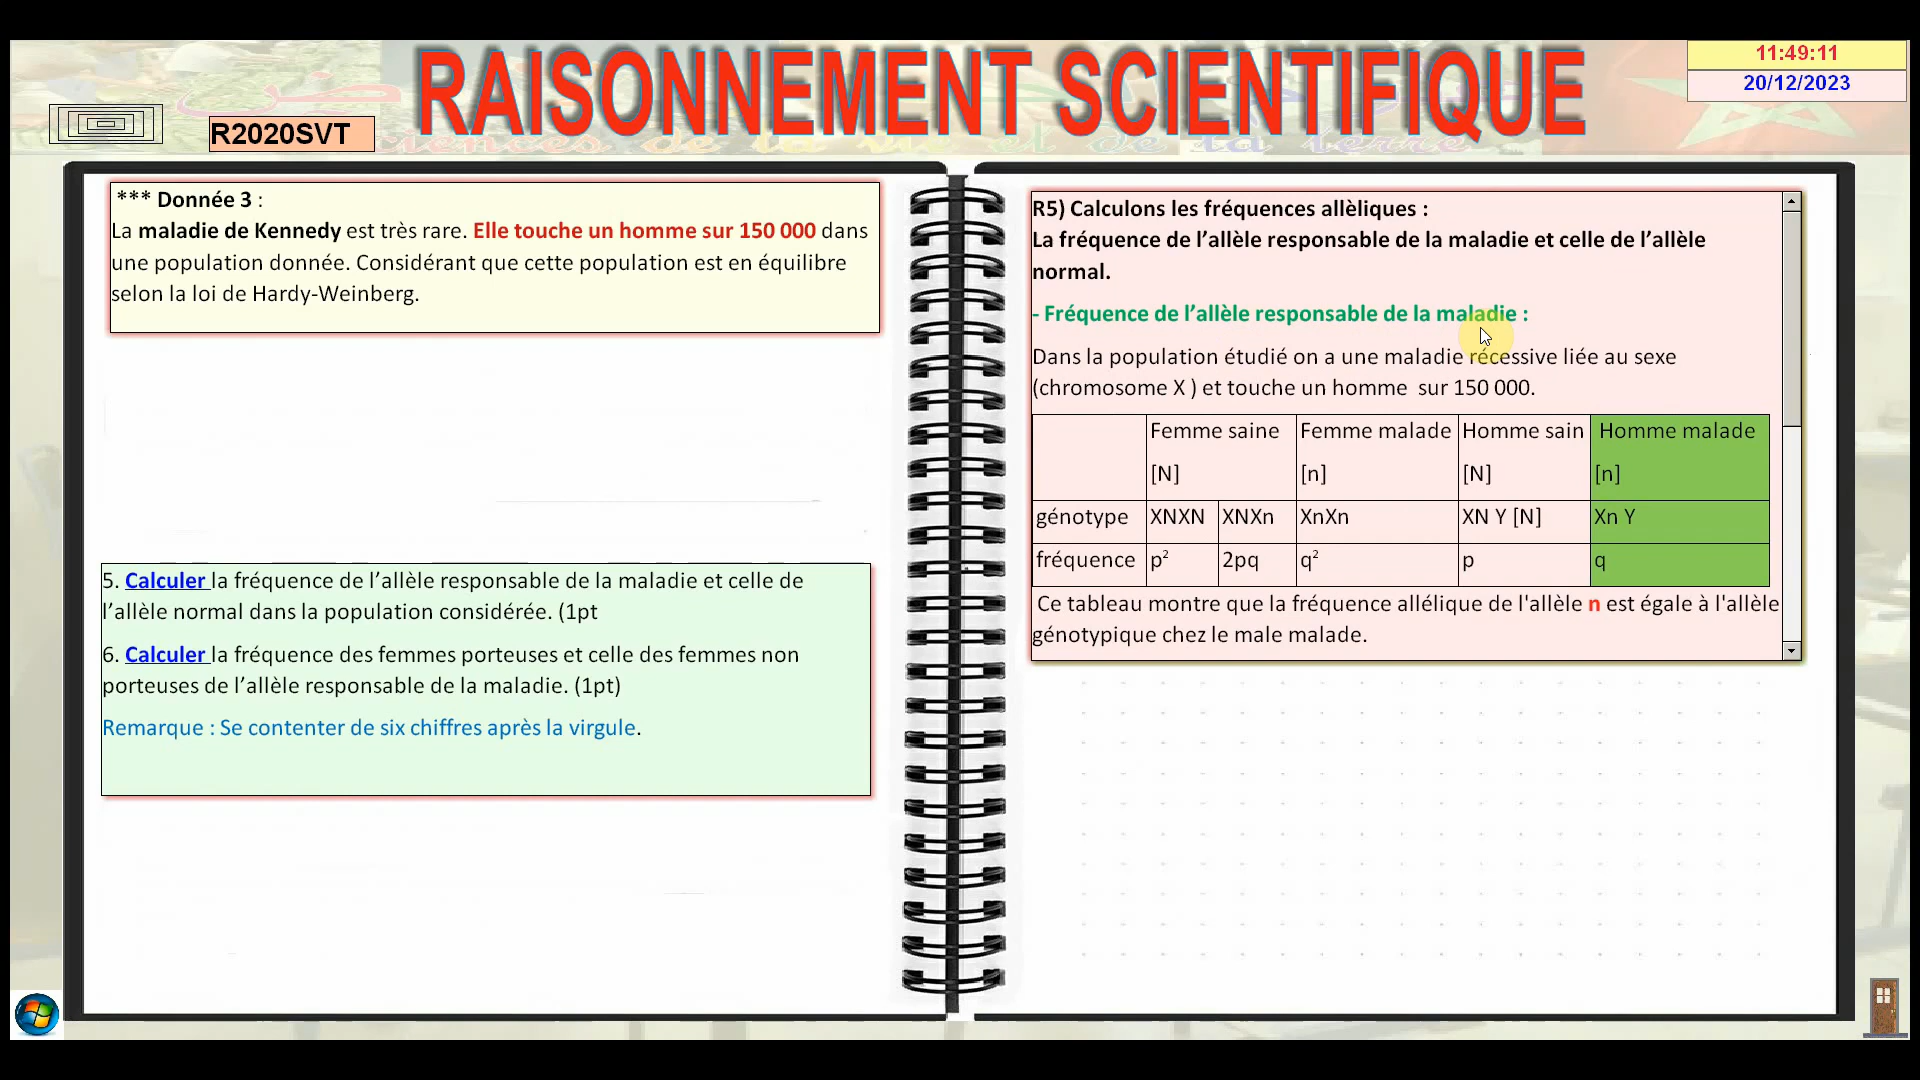 RAISONNEMENT SCIENTIFIQUE
11:49:11
20/12/2023
R2020SVT
*** Donnée 3 :
La maladie de Kennedy est très rare. Elle touche un homme sur 150 000 dans
une population donnée. Considérant que cette population est en équilibre
selon la loi de Hardy-Weinberg.
5. Calculer la fréquence de l’allèle responsable de la maladie et celle de
l’allèle normal dans la population considérée. (1pt
6. Calculer la fréquence des femmes porteuses et celle des femmes non
porteuses de l’allèle responsable de la maladie. (1pt)
Remarque : Se contenter de six chiffres après la virgule.
R5) Calculons les fréquences allèliques :
La fréquence de l’allèle responsable de la maladie et celle de l’allèle
normal.
- Fréquence de l’allèle responsable de la maladie :
Dans la population étudié on a une maladie récessive liée au sexe
(chromosome X ) et touche un homme sur 150 000.
Femme saine Femme malade Homme sain Homme malade
[N] [n] [N] [n]
génotype XNXN XNXn XnXn XN Y [N] Xn Y
fréquence p² 2pq q² p q
Ce tableau montre que la fréquence allélique de l'allèle n est égale à l'allèle
génotypique chez le male malade.